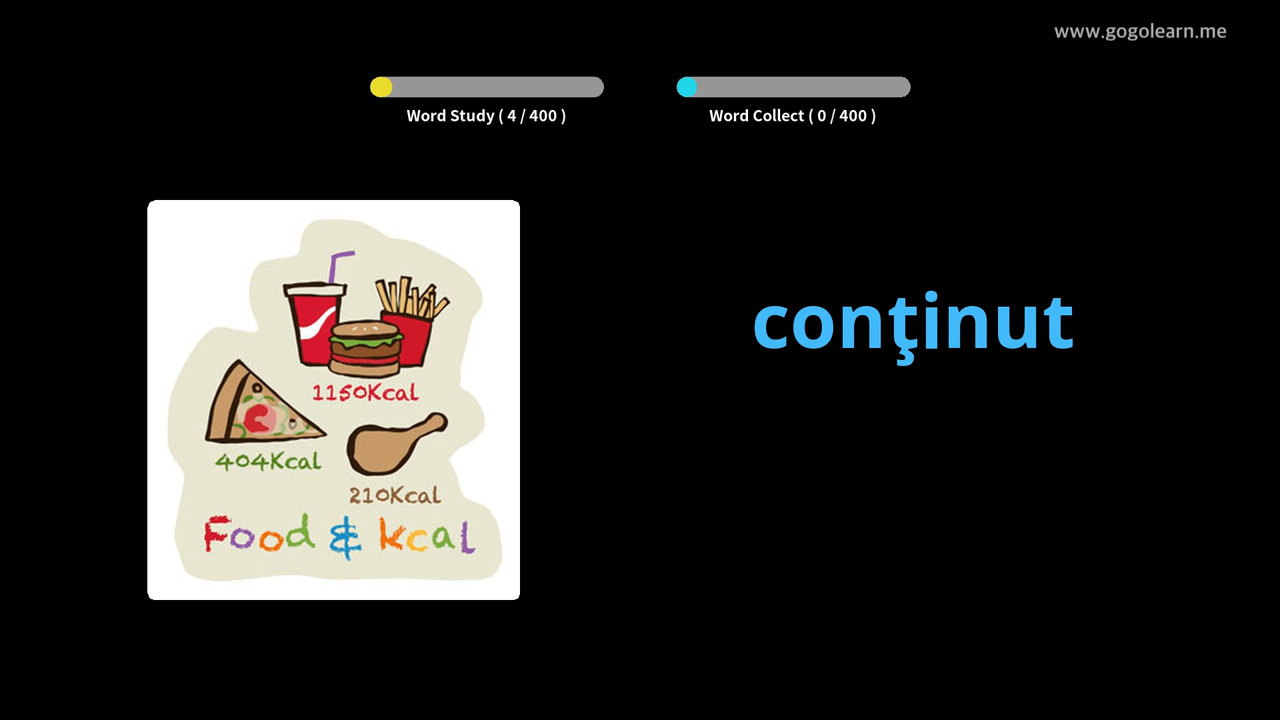 www.gogolearn.me
Word Study ( 4 / 400 )
Word Collect ( 0 / 400 )
conţinut
1150Kcal
404Kcal
210Kcal
Food & kcal